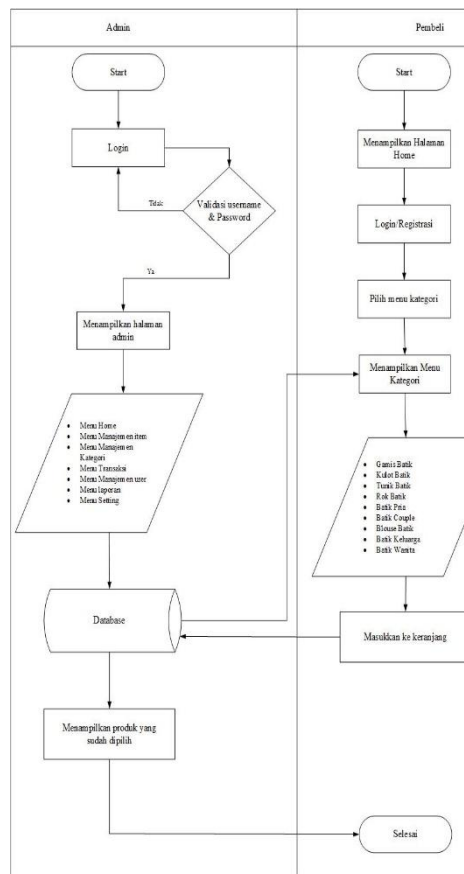 Admin
Pembeli
Start
Login
Tidak
Validasi username
& Password
Ya
Menampilkan halaman
admin
Menu Home
Menu Manajemen item
Menu Manajemen
Kategori
Menu Transaksi
Menu Manajemen user
Menu laporan
Menu Setting
Database
Menampilkan produk yang
sudah dipilih
Start
Menampilkan Halaman
Home
Login/Registrasi
Pilih menu kategori
Menampilkan Menu
Kategori
Gamis Batik
Kulot Batik
Tunik Batik
Rok Batik
Batik Pria
Batik Couple
Blouse Batik
Batik Keluarga
Batik Wanita
Masukkan ke keranjang
Selesai